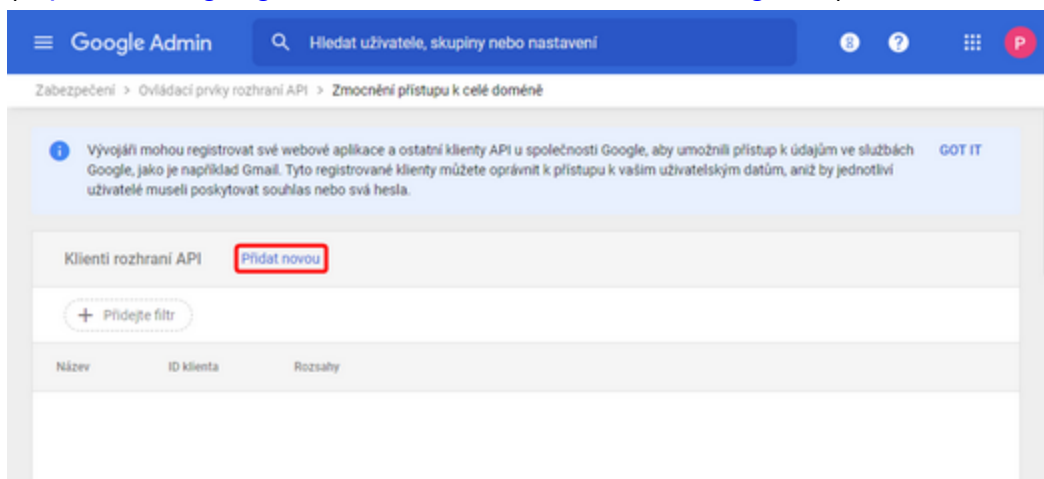 Google Admin
Hledat uživatele, skupiny nebo nastavení
8
?
P
Zabezpečení > Ovládací prvky rozhraní API > Zmocnění přístupu k celé doméně
Vývojáři mohou registrovat své webové aplikace a ostatní klienty API u společnosti Google, aby umožnili přístup k údajům ve službách
GOT IT
Google, jako je například Gmail. Tyto registrované klienty můžete oprávnit k přístupu k vašim uživatelským datům, aniž by jednotliví
uživatelé museli poskytovat souhlas nebo svá hesla.
Klienti rozhraní API Přidat novou
+ Přidejte filtr
Název ID klienta Rozsahy